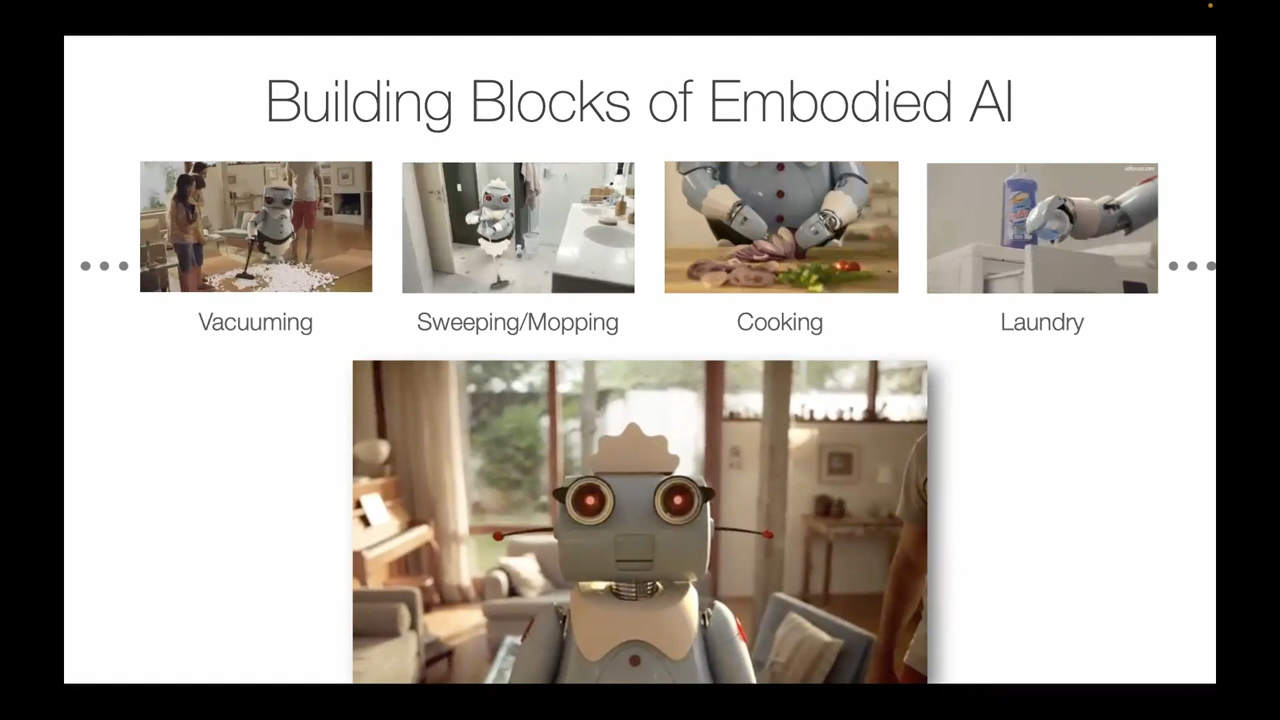 Building Blocks of Embodied AI
Vacuuming
Sweeping/Mopping
Cooking
Laundry